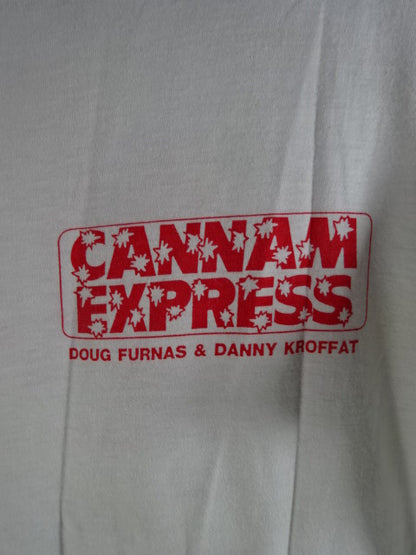 CANNAM
EXPRESS
DOUG FURNAS & DANNY KROFFAT